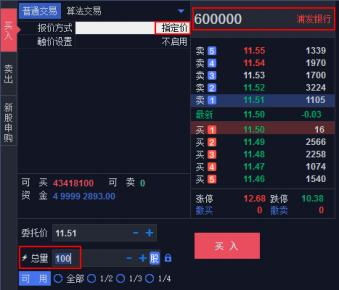 买入
卖出
新股申购
普通交易 算法交易
报价方式 指定价
触价设置 不启用
可买 43418100 可卖 0
资金 4 9999 2893.00
委托价 11.51 - +
总量 100 - + 股
可用 全部 1/2 1/3 1/4
600000 浦发银行
卖 5 11.55 1339
卖 4 11.54 1970
卖 3 11.53 1700
卖 2 11.52 3224
卖 1 11.51 1105
最新 11.50 -0.03
买 1 11.50 16
买 2 11.49 2566
买 3 11.48 2258
买 4 11.47 1074
买 5 11.46 1540
涨停 12.68 跌停 10.38
撤买 0 撤卖 0
买入